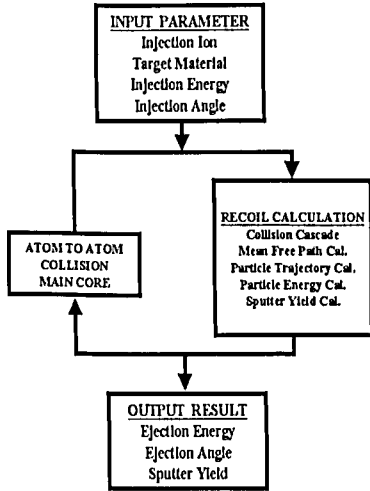 INPUT PARAMETER
Injection Ion
Target Material
Injection Energy
Injection Angle
ATOM TO ATOM
COLLISION
MAIN CORE
RECOIL CALCULATION
Collision Cascade
Mean Free Path Cal.
Particle Trajectory Cal.
Particle Energy Cal.
Sputter Yield Cal.
OUTPUT RESULT
Ejection Energy
Ejection Angle
Sputter Yield